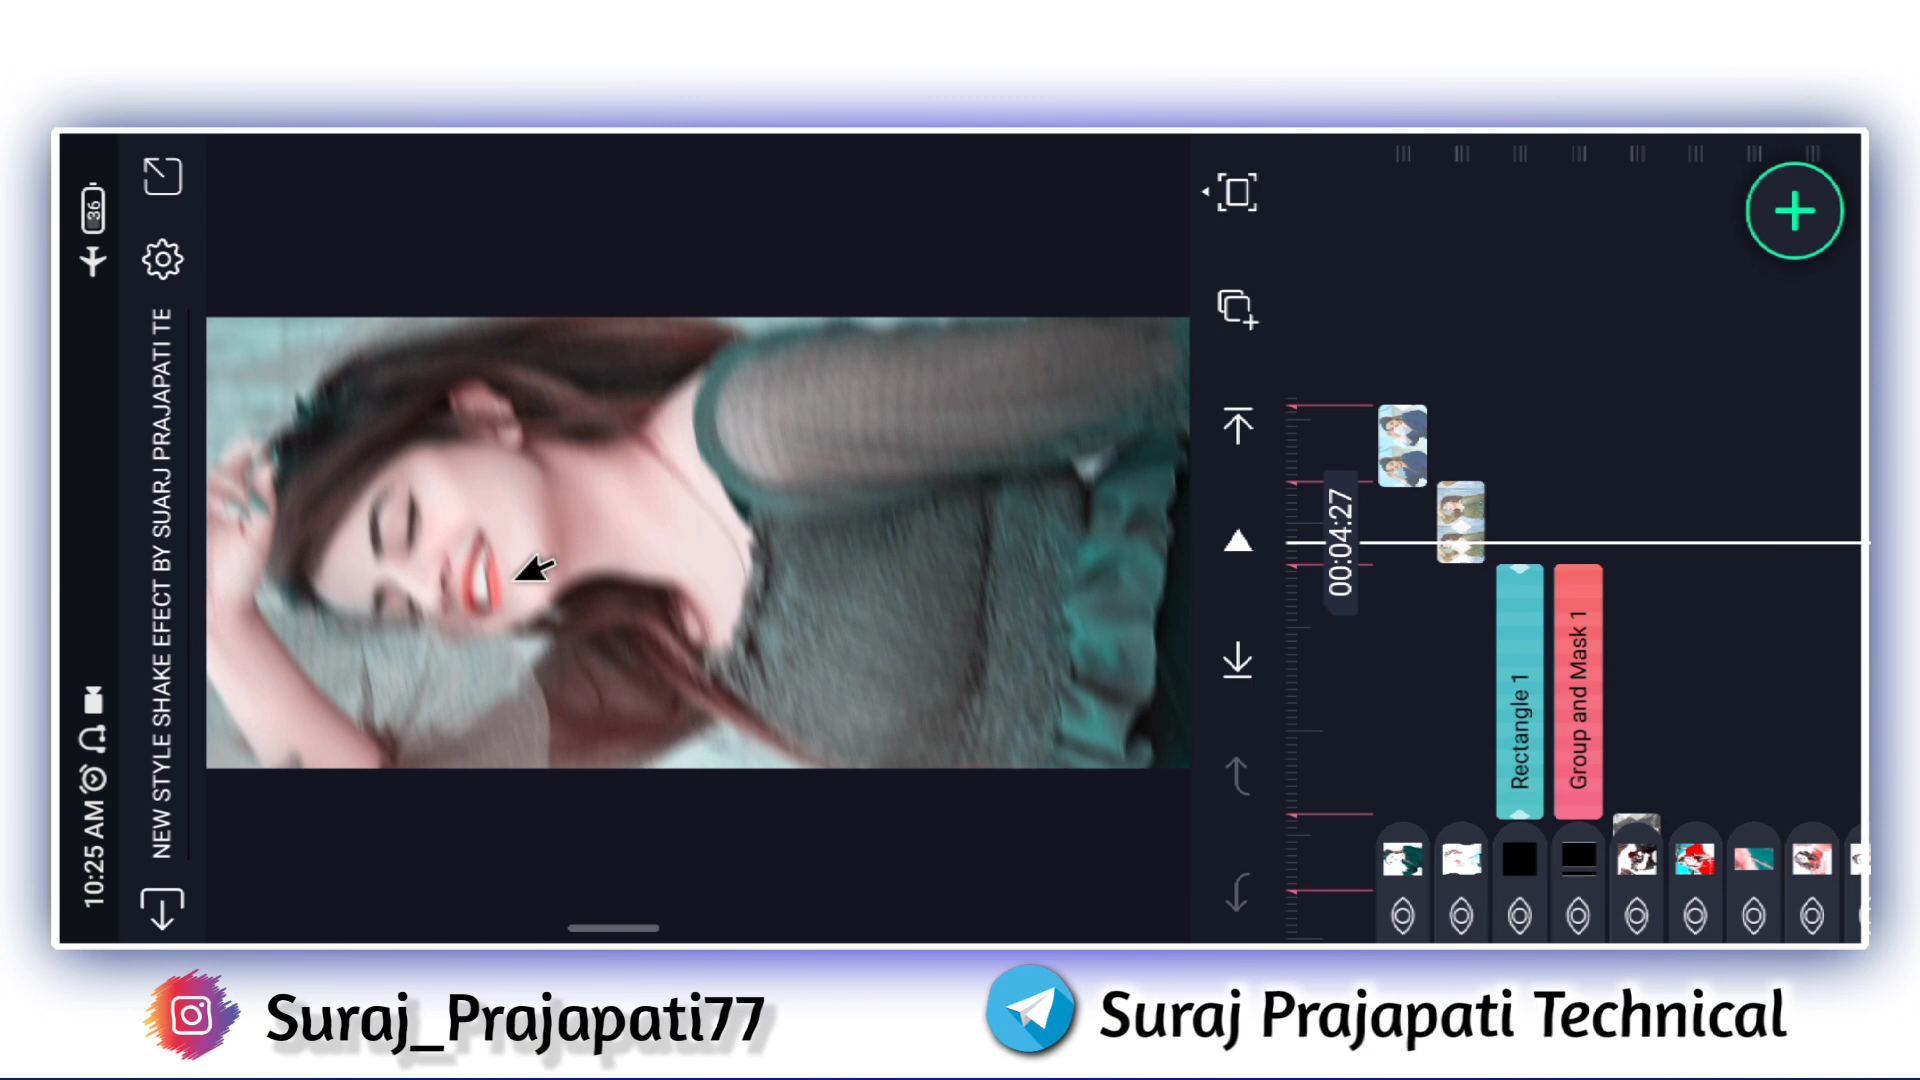 10:25 AM
36
NEW STYLE SHAKE EFECT BY SUARJ PRAJAPATI TE
00:04:27
Rectangle 1
Group and Mask 1
Suraj_Prajapati77
Suraj Prajapati Technical